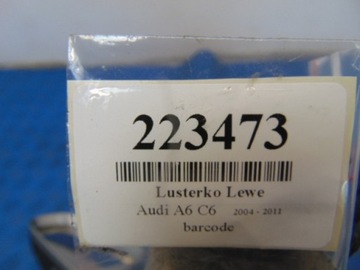 223473
Lusterko Lewe
Audi A6 C6 2004 - 2011
barcode